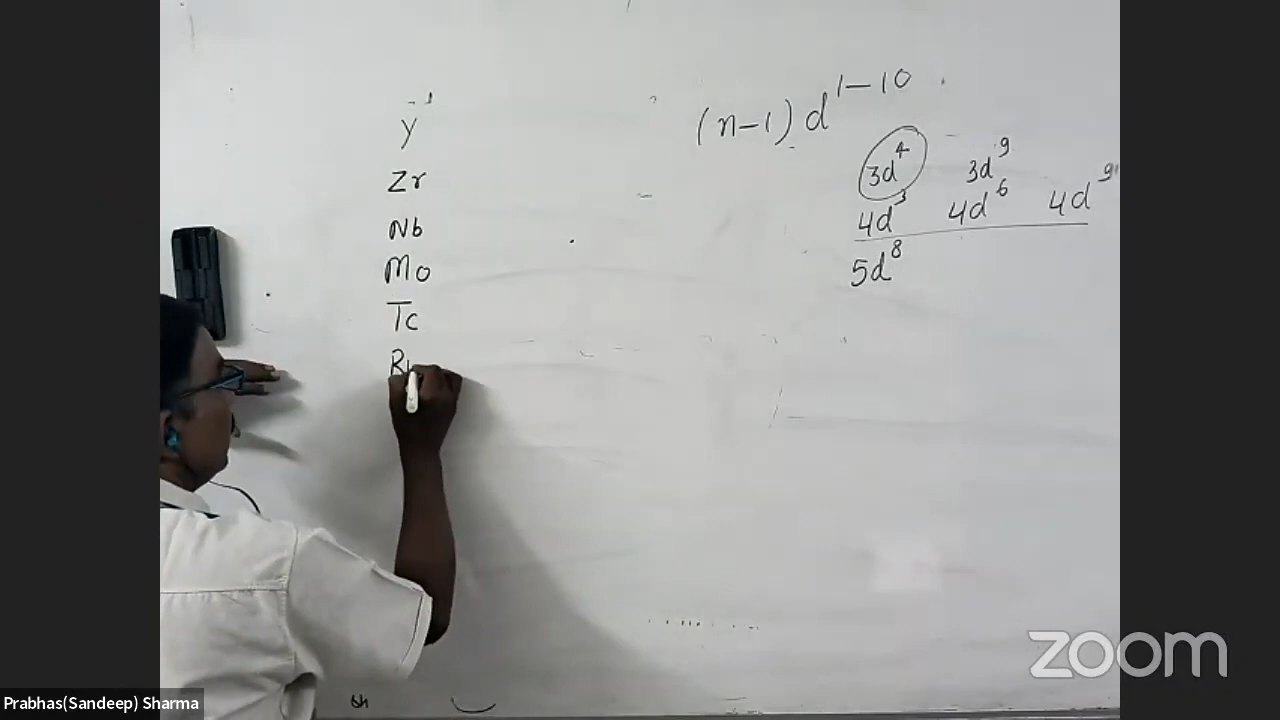 Y
Zr
Nb
Mo
Tc
(n-1) d¹⁻¹⁰
3d⁴ 3d⁹
4d³ 4d⁶ 4d⁹
5d⁸
zoom
Prabhas(Sandeep) Sharma